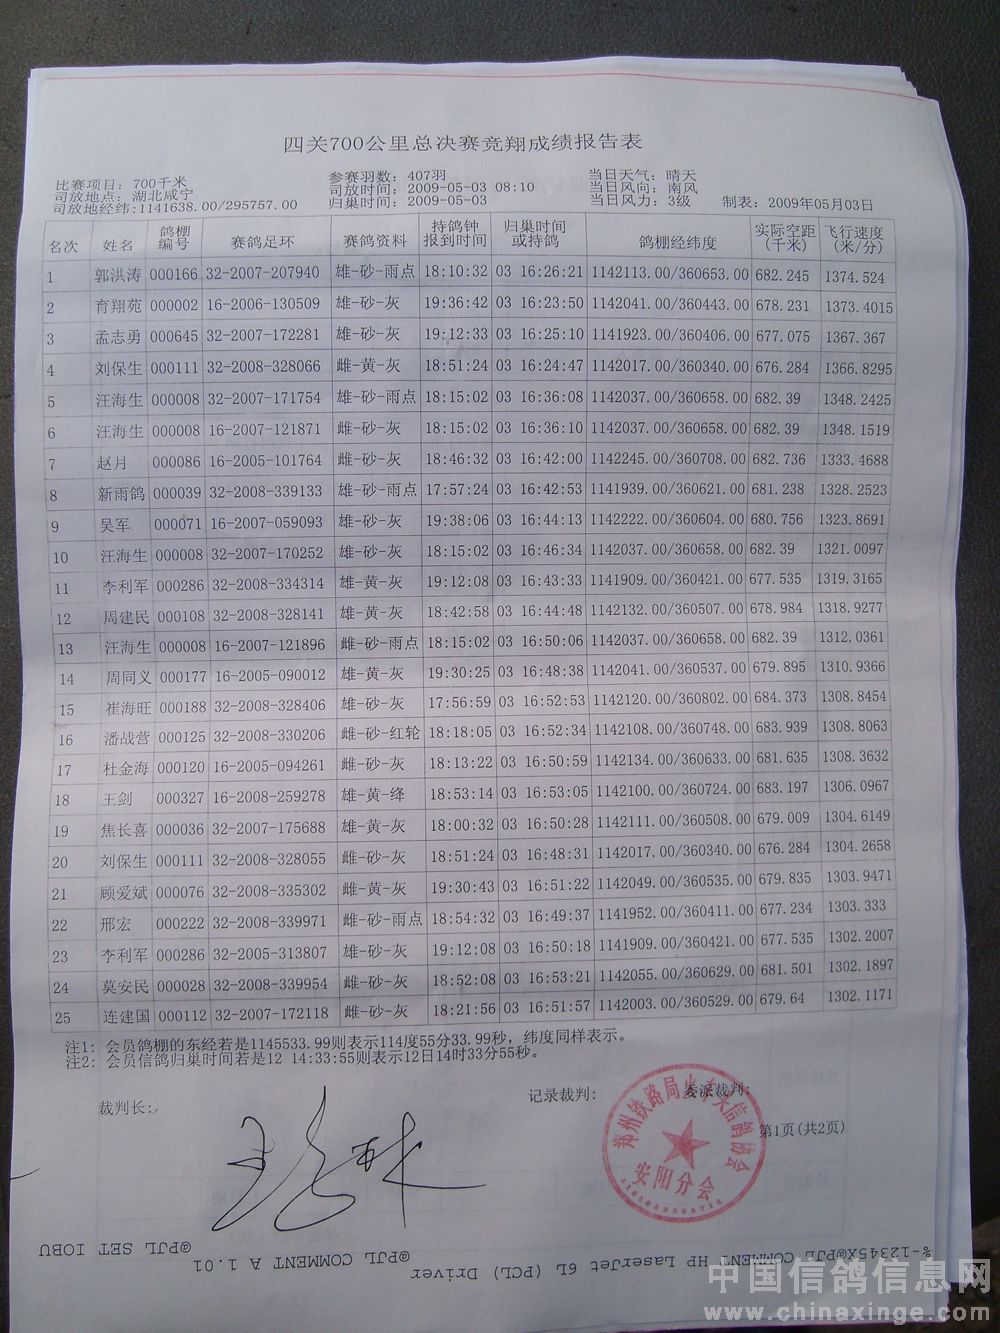 四关700公里总决赛竞翔成绩报告表
比赛项目: 700千米 参赛羽数: 407羽 当日天气: 晴天
司放地点: 湖北咸宁 司放时间: 2009-05-03 08:10 当日风向: 南风
司放地经纬:1141638.00/295757.00 归巢时间: 2009-05-03 当日风力: 3级 制表: 2009年05月03日
名次 姓名 鸽棚编号 赛鸽足环 赛鸽资料 持鸽钟报到时间 归巢时间或持鸽 鸽棚经纬度 实际空距(千米) 飞行速度(米/分)
1 郭洪涛 000166 32-2007-207940 雄-砂-雨点 18:10:32 03 16:26:21 1142113.00/360653.00 682.245 1374.524
2 育翔苑 000002 16-2006-130509 雄-砂-灰 19:36:42 03 16:23:50 1142041.00/360443.00 678.231 1373.4015
3 孟志勇 000645 32-2007-172281 雄-砂-灰 19:12:33 03 16:25:10 1141923.00/360406.00 677.075 1367.367
4 刘保生 000111 32-2008-328066 雌-黄-灰 18:51:24 03 16:24:47 1142017.00/360340.00 676.284 1366.8295
5 汪海生 000008 32-2007-171754 雄-砂-雨点 18:15:02 03 16:36:08 1142037.00/360658.00 682.39 1348.2425
6 汪海生 000008 16-2007-121871 雌-砂-灰 18:15:02 03 16:36:10 1142037.00/360658.00 682.39 1348.1519
7 赵月 000086 16-2005-101764 雌-砂-灰 18:46:32 03 16:42:00 1142245.00/360708.00 682.736 1333.4688
8 新雨鸽 000039 32-2008-339133 雄-砂-雨点 17:57:24 03 16:42:53 1141939.00/360621.00 681.238 1328.2523
9 吴军 000071 16-2007-059093 雄-砂-灰 19:38:06 03 16:44:13 1142222.00/360604.00 680.756 1323.8691
10 汪海生 000008 32-2007-170252 雄-砂-灰 18:15:02 03 16:46:34 1142037.00/360658.00 682.39 1321.0097
11 李利军 000286 32-2008-334314 雄-黄-灰 19:12:08 03 16:43:33 1141909.00/360421.00 677.535 1319.3165
12 周建民 000108 32-2008-328141 雄-黄-灰 18:42:58 03 16:44:48 1142132.00/360507.00 678.984 1318.9277
13 汪海生 000008 16-2007-121896 雌-砂-雨点 18:15:02 03 16:50:06 1142037.00/360658.00 682.39 1312.0361
14 周同义 000177 16-2005-090012 雄-黄-灰 19:30:25 03 16:48:38 1142041.00/360537.00 679.895 1310.9366
15 崔海旺 000188 32-2008-328406 雄-砂-灰 17:56:59 03 16:52:53 1142120.00/360802.00 684.373 1308.8454
16 潘战营 000125 32-2008-330206 雌-砂-红轮 18:18:05 03 16:52:34 1142108.00/360748.00 683.939 1308.8063
17 杜金海 000120 16-2005-094261 雌-砂-灰 18:13:22 03 16:50:59 1142134.00/360633.00 681.635 1308.3632
18 王剑 000327 16-2008-259278 雄-黄-绛 18:53:14 03 16:53:05 1142100.00/360724.00 683.197 1306.0967
19 焦长喜 000036 32-2007-175688 雄-黄-灰 18:00:32 03 16:50:28 1142111.00/360508.00 679.009 1304.6149
20 刘保生 000111 32-2008-328055 雌-砂-灰 18:51:24 03 16:48:31 1142017.00/360340.00 676.284 1304.2658
21 顾爱斌 000076 32-2008-335302 雌-黄-灰 19:30:43 03 16:51:22 1142049.00/360535.00 679.835 1303.9471
22 邢宏 000222 32-2008-339971 雌-砂-雨点 18:54:32 03 16:49:37 1141952.00/360411.00 677.234 1303.333
23 李利军 000286 32-2005-313807 雄-砂-灰 19:12:08 03 16:50:18 1141909.00/360421.00 677.535 1302.2007
24 莫安民 000028 32-2008-339954 雌-砂-灰 18:52:08 03 16:53:21 1142055.00/360629.00 681.501 1302.1897
25 连建国 000112 32-2007-172118 雌-砂-灰 18:21:56 03 16:51:57 1142003.00/360529.00 679.64 1302.1171
注1: 会员鸽棚的东经若是1145533.99则表示114度55分33.99秒，纬度同样表示。
注2: 会员信鸽归巢时间若是12 14:33:55则表示12日14时33分55秒。
裁判长: 记录裁判: 委派裁判:
郑州铁路局火车头信鸽协会
安阳分会
第1页(共2页)
%-12345X@PJL COMMENT HP LaserJet 6L (PCL) Driver
@PJL COMMENT A 1.01
@PJL SET IOBU
中国信鸽信息网
www.chinaxinge.com